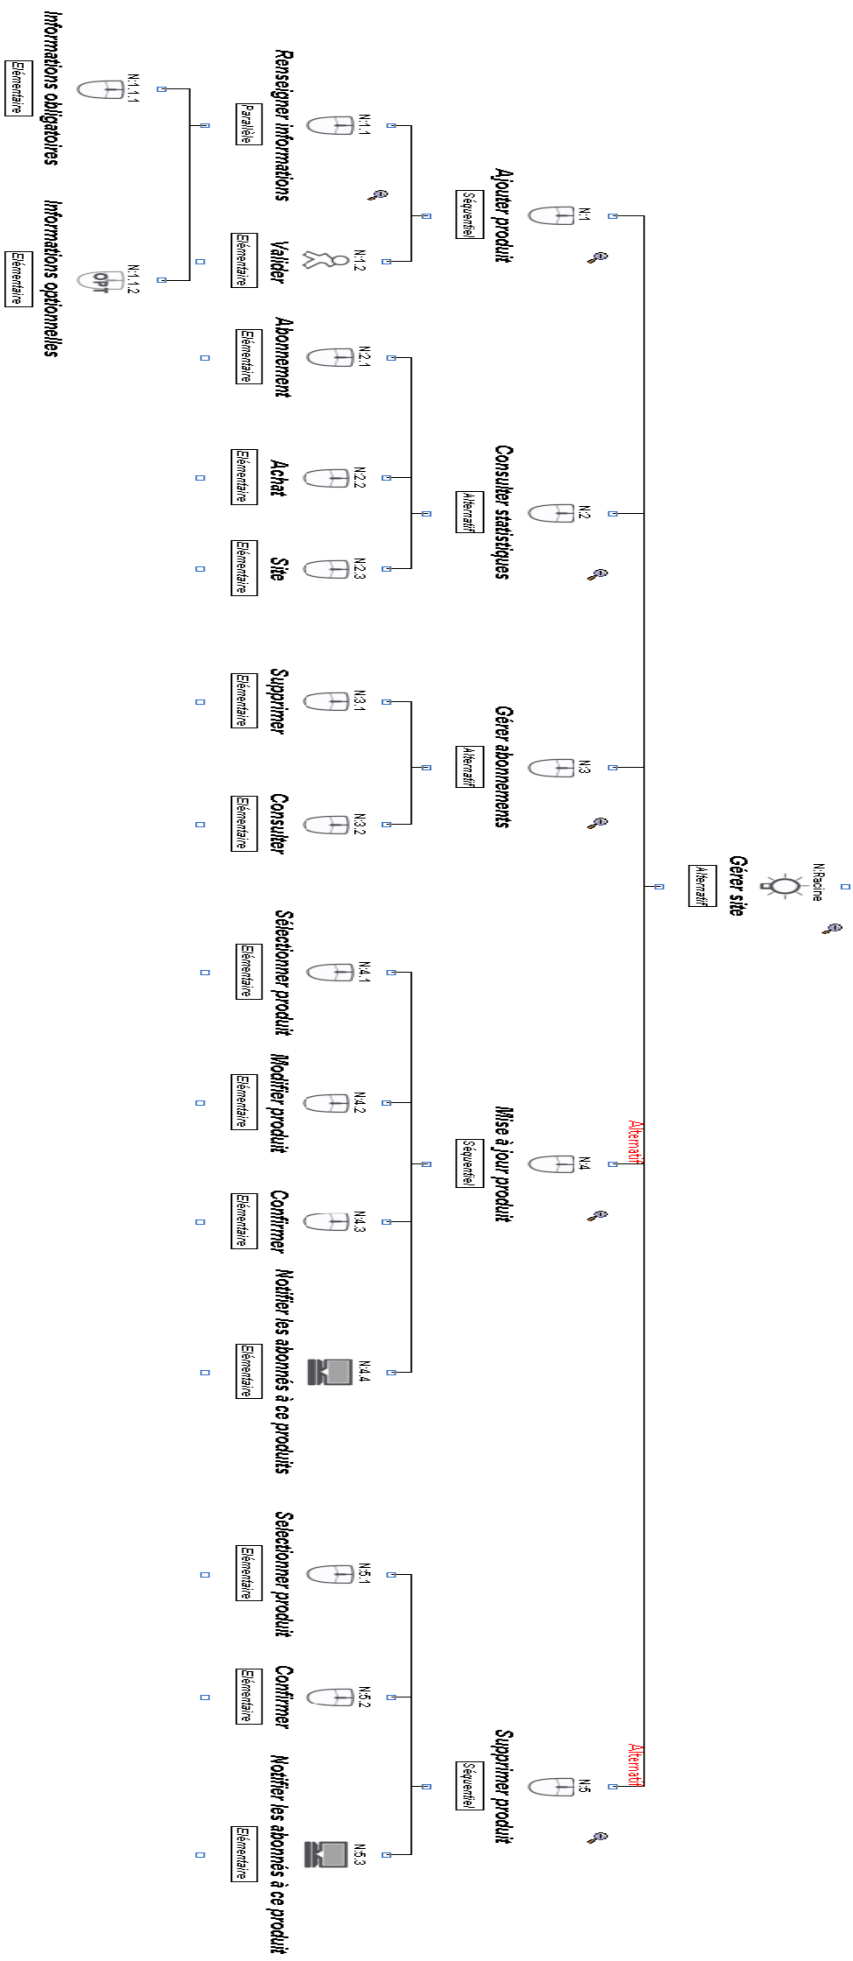 N:Racine
Gérer site
Alternatif
Alternatif
Alternatif
N:1
Ajouter produit
Séquentiel
N:2
Consulter statistiques
Alternatif
N:3
Gérer abonnements
Alternatif
N:4
Mise à jour produit
Séquentiel
N:5
Supprimer produit
Séquentiel
N:1.1
Renseigner informations
Parallèle
N:1.2
Valider
Elémentaire
N:2.1
Abonnement
Elémentaire
N:2.2
Achat
Elémentaire
N:2.3
Site
Elémentaire
N:3.1
Supprimer
Elémentaire
N:3.2
Consulter
Elémentaire
N:4.1
Sélectionner produit
Elémentaire
N:4.2
Modifier produit
Elémentaire
N:4.3
Confirmer
Elémentaire
N:4.4
Notifier les abonnés à ce produits
Elémentaire
N:5.1
Selectionner produit
Elémentaire
N:5.2
Confirmer
Elémentaire
N:5.3
Notifier les abonnés à ce produit
Elémentaire
N:1.1.1
Informations obligatoires
Elémentaire
N:1.1.2
OPT
Informations optionnelles
Elémentaire